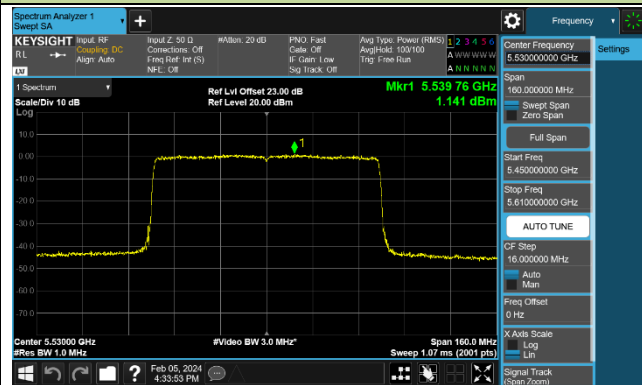 Spectrum Analyzer 1
Swept SA
Frequency
KEYSIGHT
Input: RF
Input Z: 50 Ω
#Atten: 20 dB
PNO: Fast
Avg Type: Power (RMS)
1 2 3 4 5 6
RL
Coupling: DC
Corrections: Off
Gate: Off
Avg|Hold: 100/100
A W W W W W
Align: Auto
Freq Ref: Int (S)
IF Gain: Low
Trig: Free Run
NFE: Off
Sig Track: Off
A N N N N N
LXI
1 Spectrum
Ref Lvl Offset 23.00 dB
Mkr1 5.539 76 GHz
Scale/Div 10 dB
Ref Level 20.00 dBm
1.141 dBm
Log
10.0
0.00
-10.0
-20.0
-30.0
-40.0
-50.0
-60.0
-70.0
1
Center 5.53000 GHz
#Video BW 3.0 MHz*
Span 160.0 MHz
#Res BW 1.0 MHz
Sweep 1.07 ms (2001 pts)
Feb 05, 2024
4:33:53 PM
?
Center Frequency
5.530000000 GHz
Settings
Span
160.000000 MHz
Swept Span
Zero Span
Full Span
Start Freq
5.450000000 GHz
Stop Freq
5.610000000 GHz
AUTO TUNE
CF Step
16.000000 MHz
Auto
Man
Freq Offset
0 Hz
X Axis Scale
Log
Lin
Signal Track
(Span Zoom)